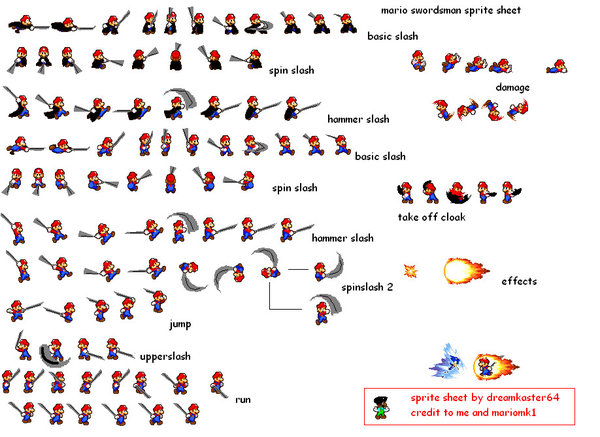 mario swordsman sprite sheet
basic slash
spin slash
damage
hammer slash
basic slash
spin slash
take off cloak
hammer slash
spinslash 2
effects
jump
upperslash
run
sprite sheet by dreamkaster64
credit to me and mariomk1